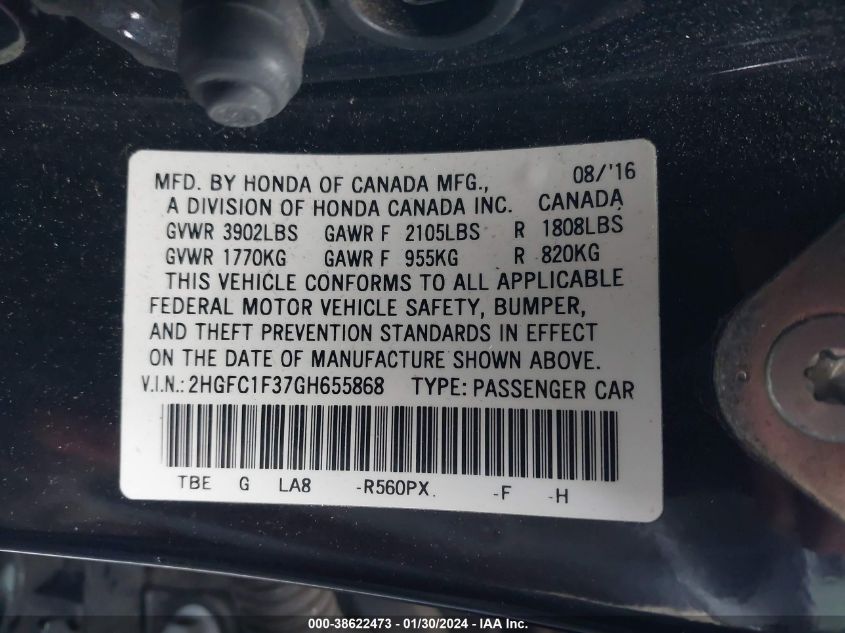 MFD. BY HONDA OF CANADA MFG., 08/'16
A DIVISION OF HONDA CANADA INC. CANADA
GVWR 3902LBS GAWR F 2105LBS R 1808LBS
GVWR 1770KG GAWR F 955KG R 820KG
THIS VEHICLE CONFORMS TO ALL APPLICABLE
FEDERAL MOTOR VEHICLE SAFETY, BUMPER,
AND THEFT PREVENTION STANDARDS IN EFFECT
ON THE DATE OF MANUFACTURE SHOWN ABOVE.
V.I.N.: 2HGFC1F37GH655868 TYPE: PASSENGER CAR
TBE G LA8 -R560PX -F -H
000-38622473 - 01/30/2024 - IAAI Inc.